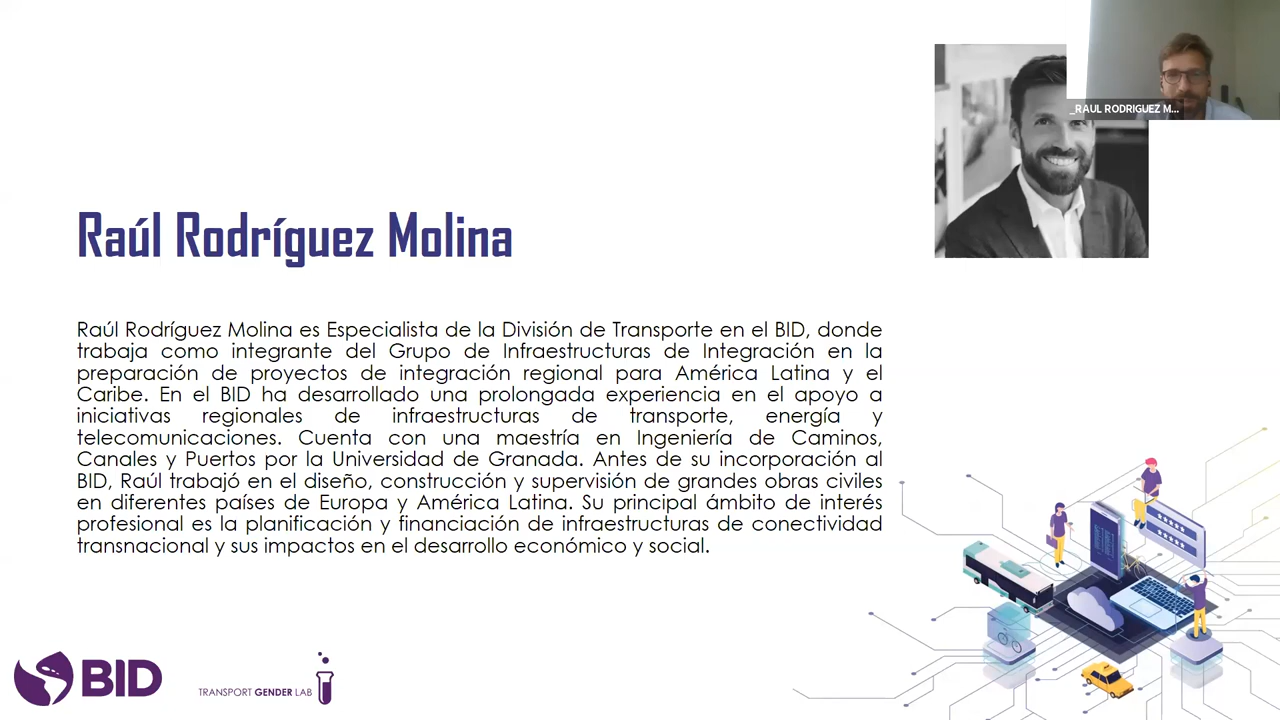 _RAUL RODRIGUEZ M...
Raúl Rodríguez Molina
Raúl Rodríguez Molina es Especialista de la División de Transporte en el BID, donde
trabaja como integrante del Grupo de Infraestructuras de Integración en la
preparación de proyectos de integración regional para América Latina y el
Caribe. En el BID ha desarrollado una prolongada experiencia en el apoyo a
iniciativas regionales de infraestructuras de transporte, energía y
telecomunicaciones. Cuenta con una maestría en Ingeniería de Caminos,
Canales y Puertos por la Universidad de Granada. Antes de su incorporación al
BID, Raúl trabajó en el diseño, construcción y supervisión de grandes obras civiles
en diferentes países de Europa y América Latina. Su principal ámbito de interés
profesional es la planificación y financiación de infraestructuras de conectividad
transnacional y sus impactos en el desarrollo económico y social.
BID
TRANSPORT GENDER LAB